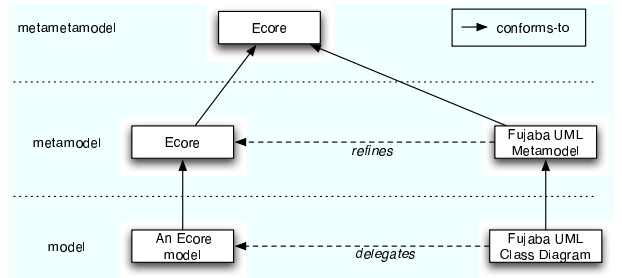 metametamodel
Ecore
conforms-to
metamodel
Ecore
refines
Fujaba UML
Metamodel
model
An Ecore
model
delegates
Fujaba UML
Class Diagram